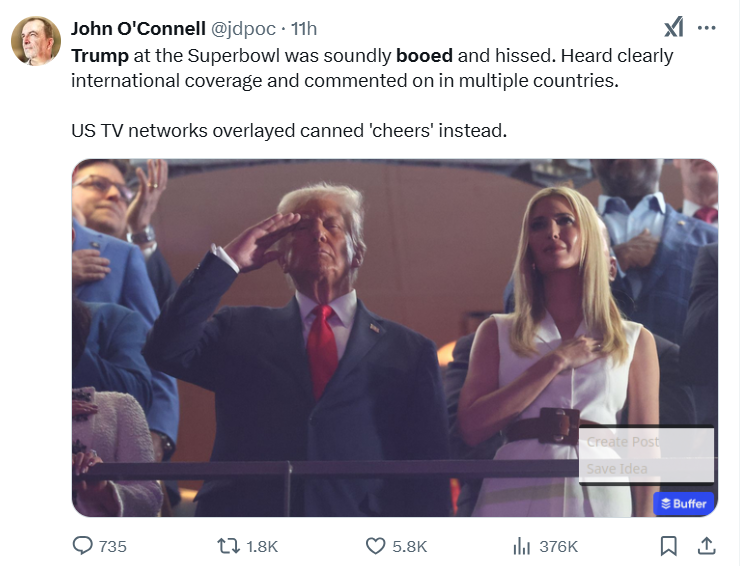 John O'Connell @jdpoc · 11h
Trump at the Superbowl was soundly booed and hissed. Heard clearly
international coverage and commented on in multiple countries.
US TV networks overlayed canned 'cheers' instead.
Create Post
Save Idea
Buffer
735
1.8K
5.8K
376K